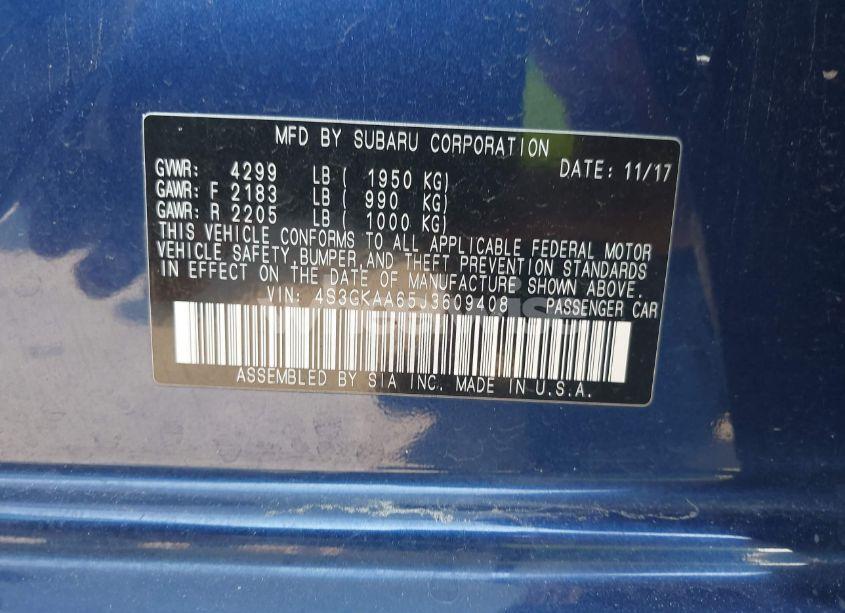 MFD BY SUBARU CORPORATION
GVWR: 4299 LB ( 1950 KG) DATE: 11/17
GAWR: F 2183 LB ( 990 KG)
GAWR: R 2205 LB ( 1000 KG)
THIS VEHICLE CONFORMS TO ALL APPLICABLE FEDERAL MOTOR
VEHICLE SAFETY, BUMPER, AND THEFT PREVENTION STANDARDS
IN EFFECT ON THE DATE OF MANUFACTURE SHOWN ABOVE.
VIN: 4S3GKAA65J3609408 PASSENGER CAR
ASSEMBLED BY SIA INC. MADE IN U.S.A.